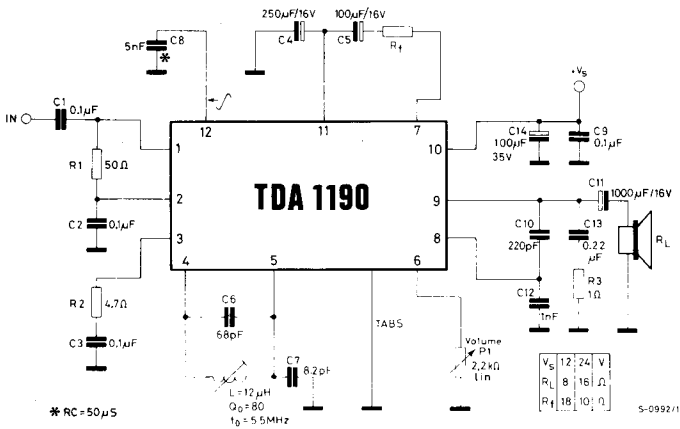 250µF/16V
100µF/16V
C8
5nF
*
C4
C5
Rf
+Vs
C1
0.1µF
IN
12
11
7
1
10
C14
100µF
35V
C9
0.1µF
R1
50Ω
2
TDA 1190
9
C11
1000µF/16V
C2
0.1µF
3
8
C10
220pF
C13
0.22
µF
RL
4
5
6
R2
4.7Ω
C6
68pF
TABS
C12
1nF
R3
1Ω
C3
0.1µF
C7
8.2pF
Volume
P1
2,2kΩ
lin
L=12µH
Q0=80
f0=5.5MHz
Vs 12 24 V
RL 8 16 Ω
Rf 18 10 Ω
* RC=50µS
S-0992/1